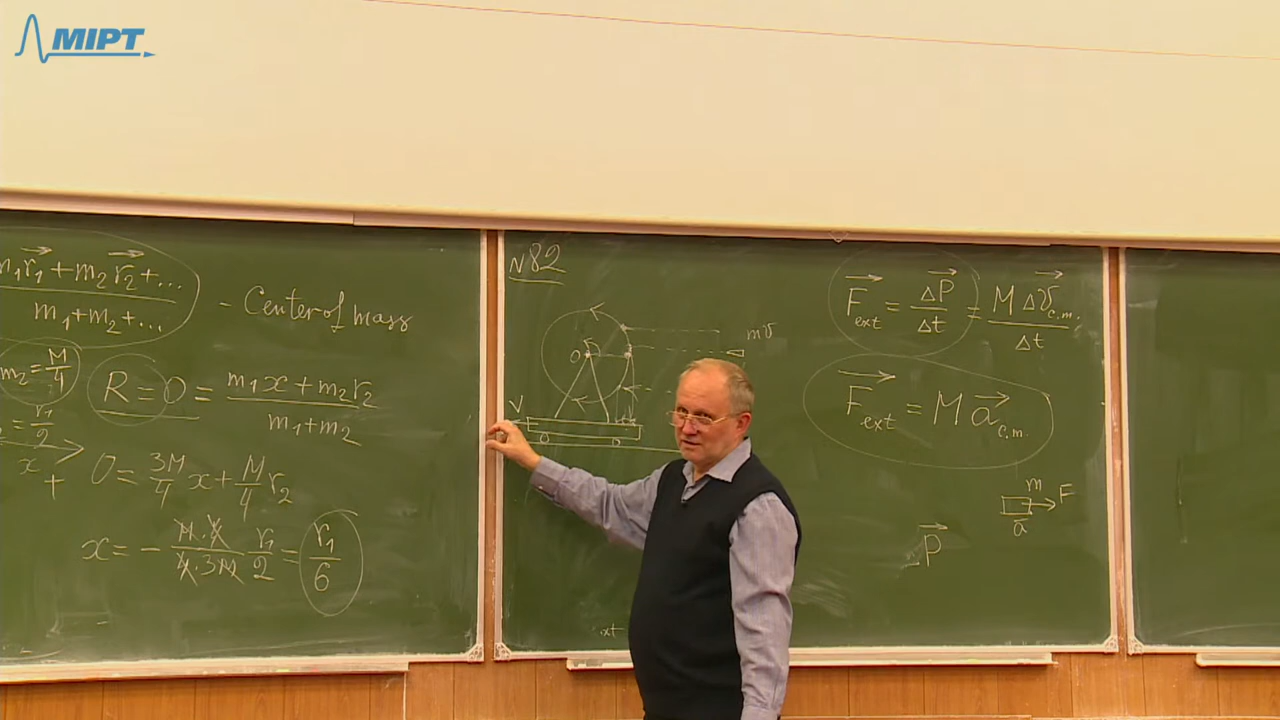 MIPT
m₁r⃗₁ + m₂r⃗₂ + ...
m₁ + m₂ + ...
- Center of mass
m₂ = M/4
R = 0 = (m₁x + m₂r₂)/(m₁ + m₂)
= r₁/2
x
+
0 = 3M/4 x + M/4 r₂
x = - (M·4)/(4·3M) r₁/2 = r₁/6
N82
mv
O
V
F⃗ext = ΔP⃗/Δt = M Δv⃗c.m./Δt
F⃗ext = M a⃗c.m.
m
F
a
P⃗